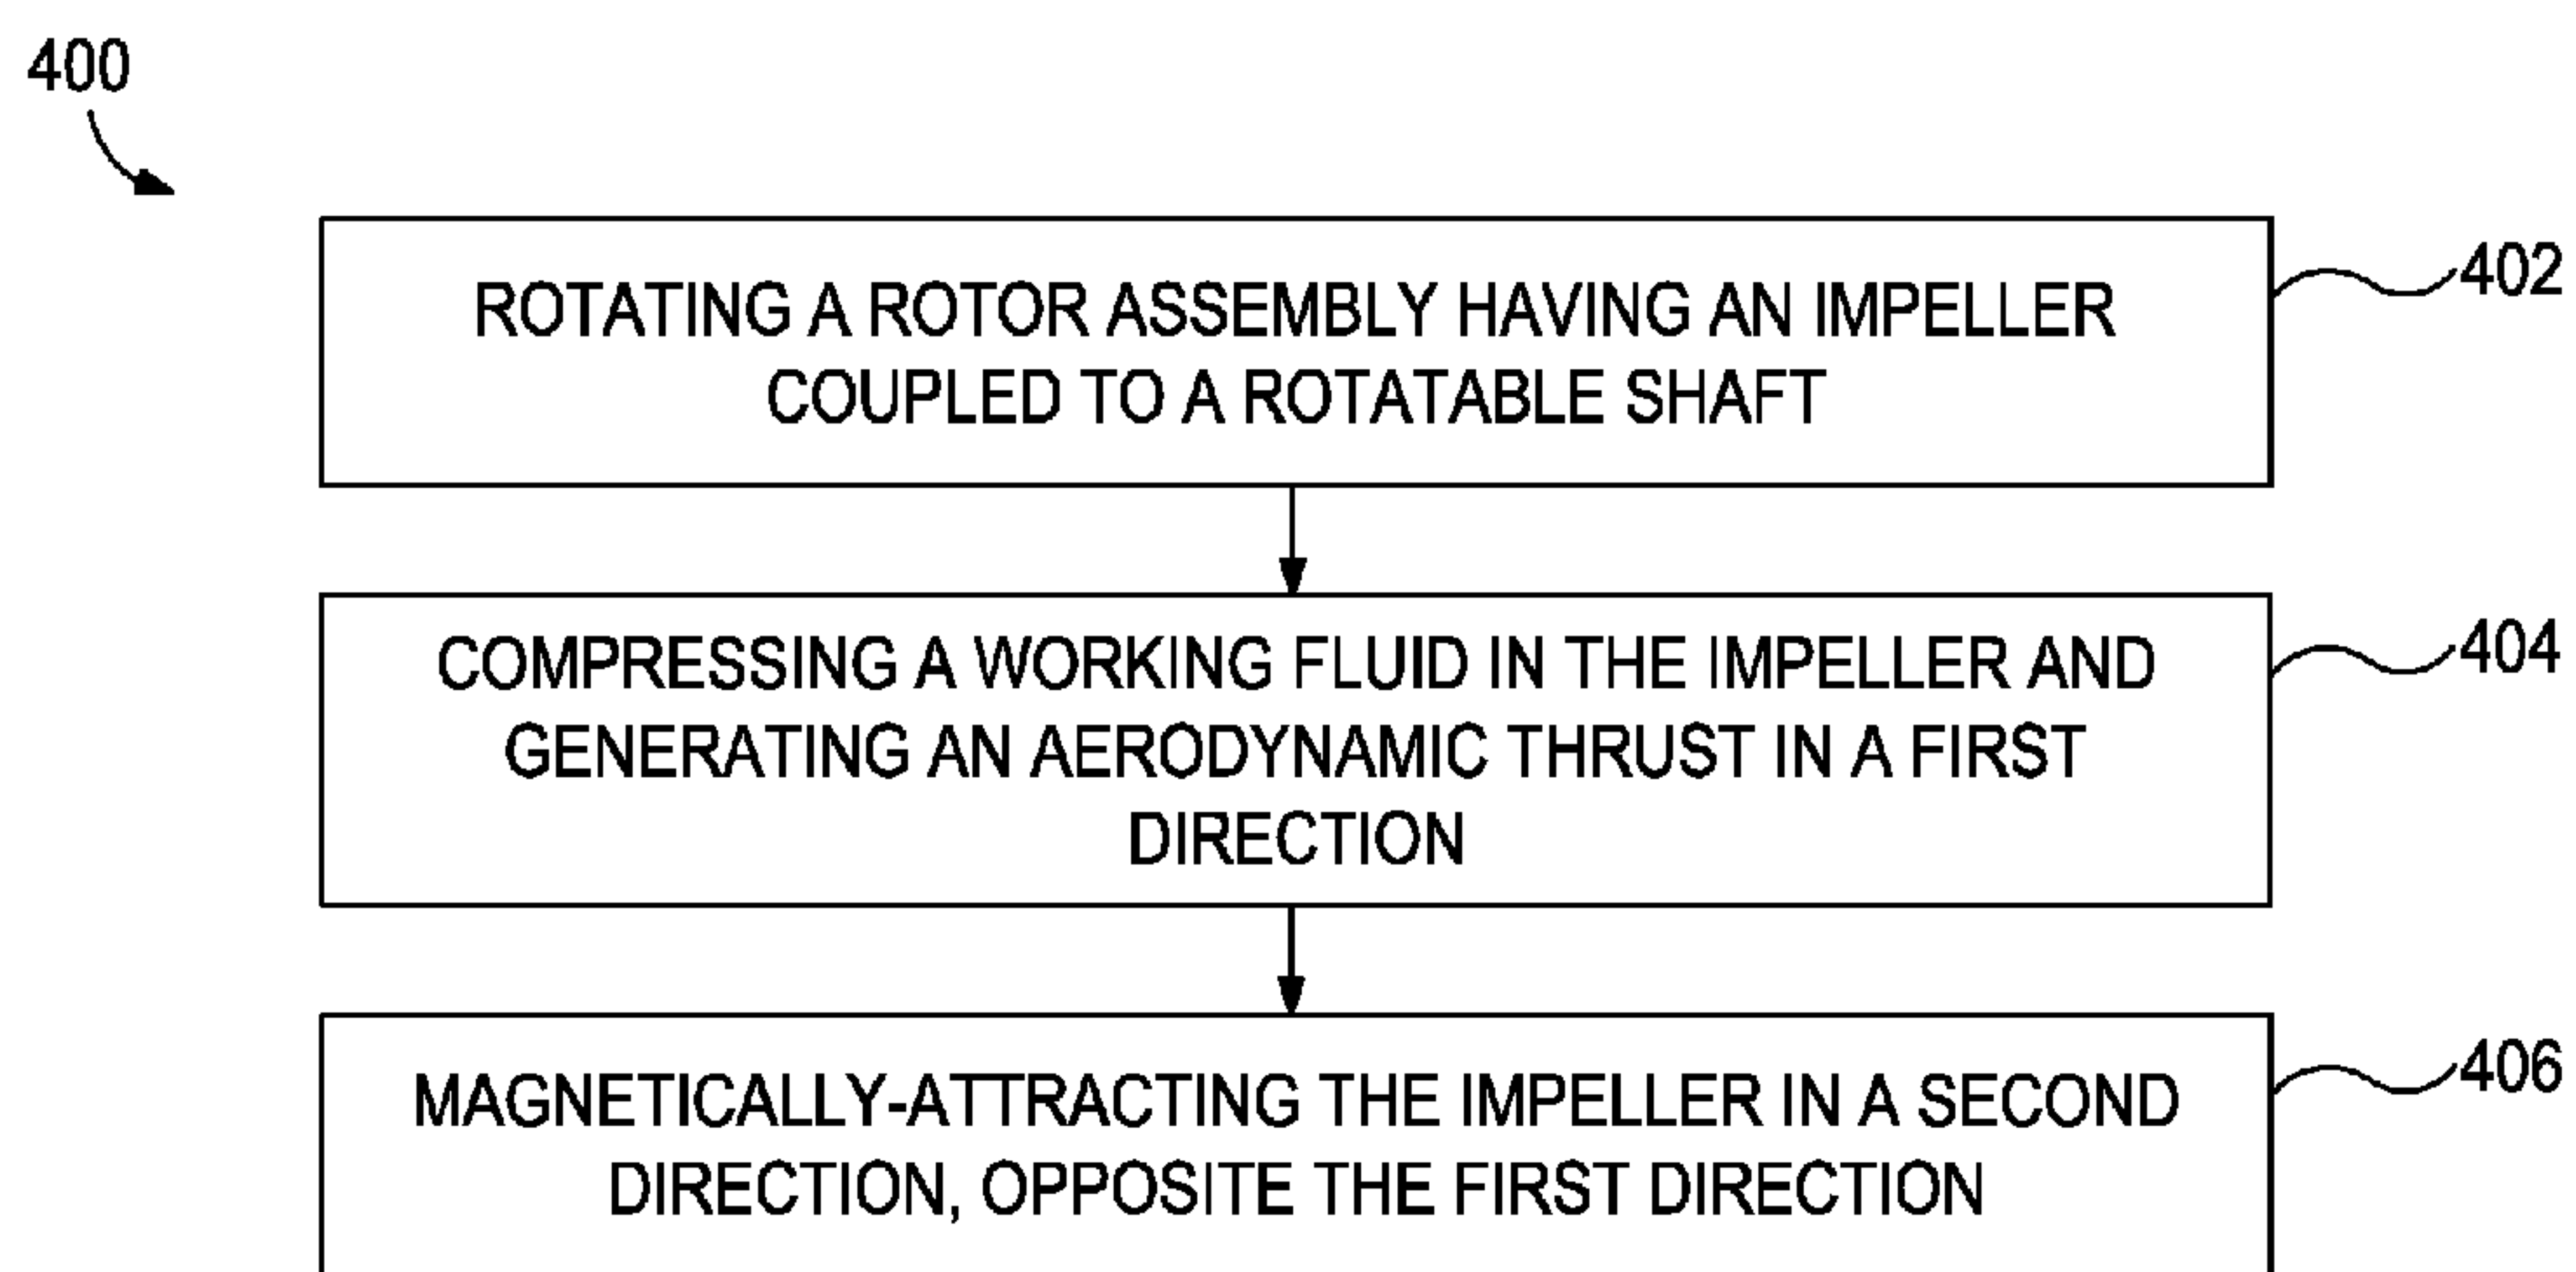 400
ROTATING A ROTOR ASSEMBLY HAVING AN IMPELLER
COUPLED TO A ROTATABLE SHAFT
402
COMPRESSING A WORKING FLUID IN THE IMPELLER AND
GENERATING AN AERODYNAMIC THRUST IN A FIRST
DIRECTION
404
MAGNETICALLY-ATTRACTING THE IMPELLER IN A SECOND
DIRECTION, OPPOSITE THE FIRST DIRECTION
406